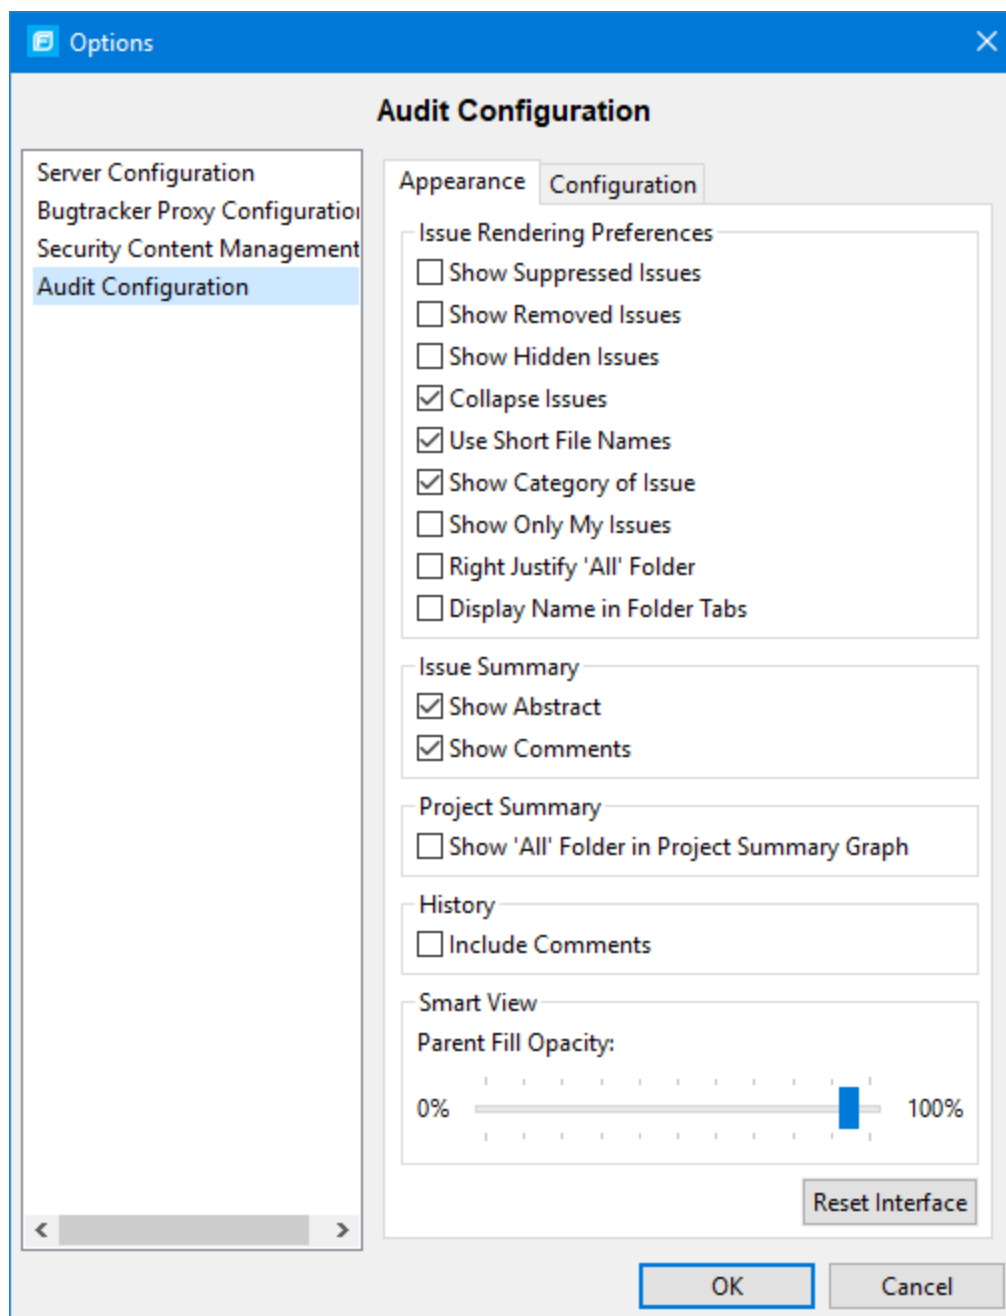 Options
Audit Configuration
Server Configuration
Bugtracker Proxy Configuration
Security Content Management
Audit Configuration
Appearance
Configuration
Issue Rendering Preferences
Show Suppressed Issues
Show Removed Issues
Show Hidden Issues
Collapse Issues
Use Short File Names
Show Category of Issue
Show Only My Issues
Right Justify 'All' Folder
Display Name in Folder Tabs
Issue Summary
Show Abstract
Show Comments
Project Summary
Show 'All' Folder in Project Summary Graph
History
Include Comments
Smart View
Parent Fill Opacity:
0% 100%
Reset Interface
OK Cancel